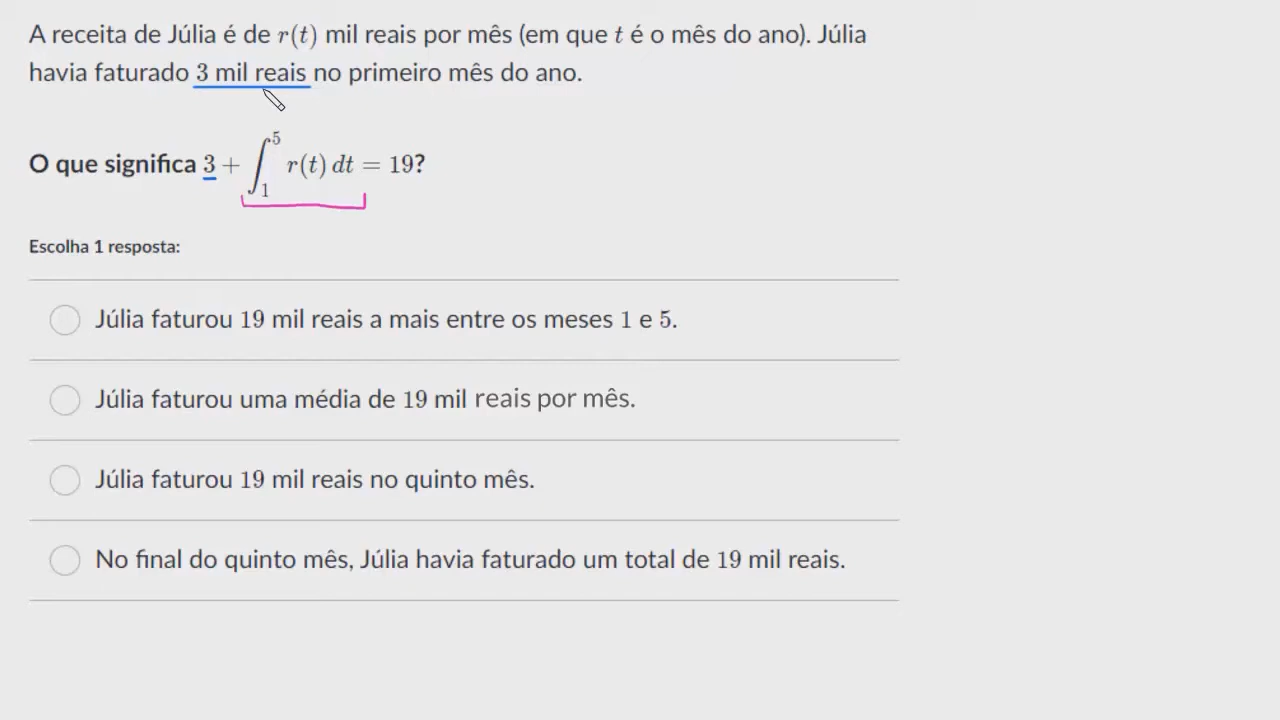 A receita de Júlia é de r(t) mil reais por mês (em que t é o mês do ano). Júlia
havia faturado 3 mil reais no primeiro mês do ano.
O que significa 3 + ∫₁⁵ r(t) dt = 19?
Escolha 1 resposta:
Júlia faturou 19 mil reais a mais entre os meses 1 e 5.
Júlia faturou uma média de 19 mil reais por mês.
Júlia faturou 19 mil reais no quinto mês.
No final do quinto mês, Júlia havia faturado um total de 19 mil reais.